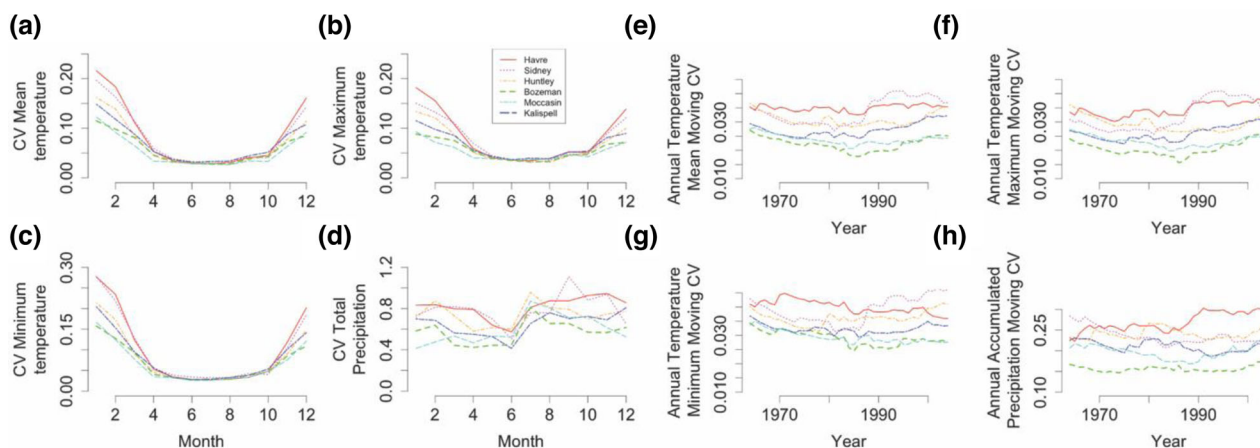 (a)
CV Mean
temperature
0.00 0.10 0.20
2 4 6 8 10 12
(b)
CV Maximum
temperature
0.00 0.10 0.20
Havre
Sidney
Huntley
Bozeman
Moccasin
Kalispell
2 4 6 8 10 12
(e)
Annual Temperature
Mean Moving CV
0.010 0.030
1970 1990
Year
(f)
Annual Temperature
Maximum Moving CV
0.010 0.030
1970 1990
Year
(c)
CV Minimum
temperature
0.00 0.15 0.30
2 4 6 8 10 12
Month
(d)
CV Total
Precipitation
0.0 0.4 0.8 1.2
2 4 6 8 10 12
Month
(g)
Annual Temperature
Minimum Moving CV
0.010 0.030
1970 1990
Year
(h)
Annual Accumulated
Precipitation Moving CV
0.10 0.25
1970 1990
Year